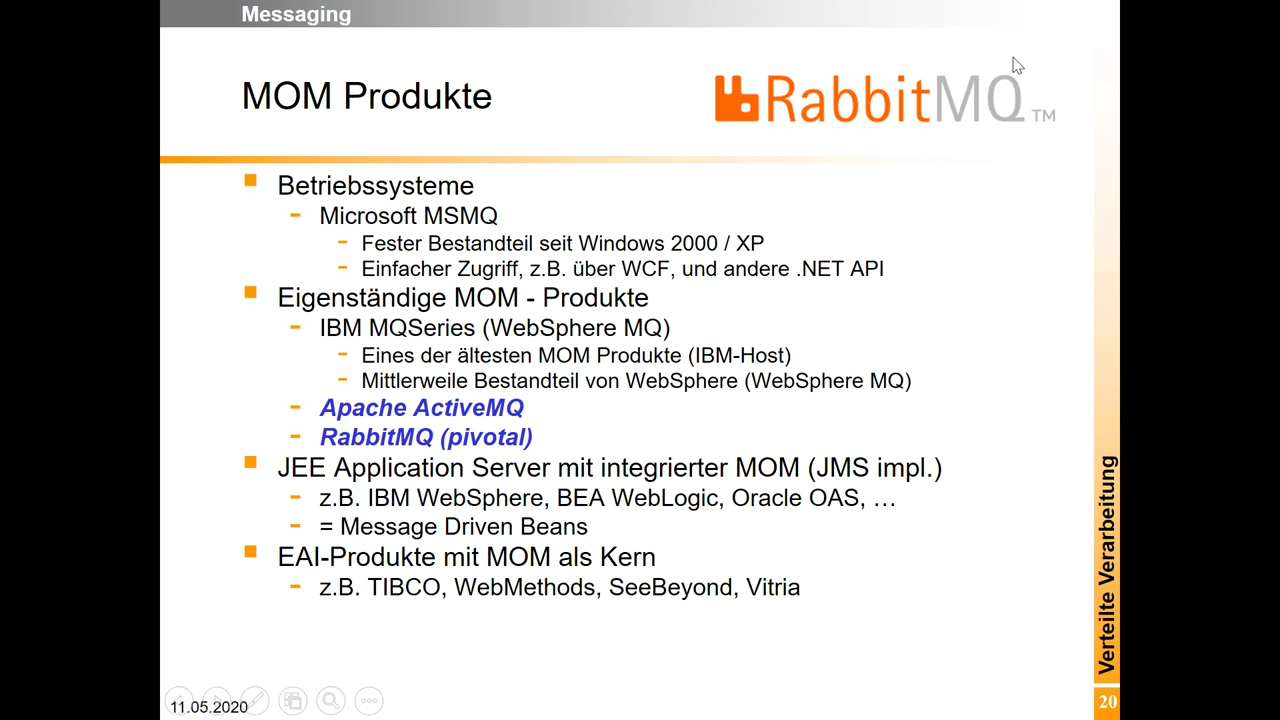 Messaging
MOM Produkte
RabbitMQ TM
Betriebssysteme
- Microsoft MSMQ
- Fester Bestandteil seit Windows 2000 / XP
- Einfacher Zugriff, z.B. über WCF, und andere .NET API
Eigenständige MOM - Produkte
- IBM MQSeries (WebSphere MQ)
- Eines der ältesten MOM Produkte (IBM-Host)
- Mittlerweile Bestandteil von WebSphere (WebSphere MQ)
- Apache ActiveMQ
- RabbitMQ (pivotal)
JEE Application Server mit integrierter MOM (JMS impl.)
- z.B. IBM WebSphere, BEA WebLogic, Oracle OAS, …
- = Message Driven Beans
EAI-Produkte mit MOM als Kern
- z.B. TIBCO, WebMethods, SeeBeyond, Vitria
Verteilte Verarbeitung
11.05.2020
20